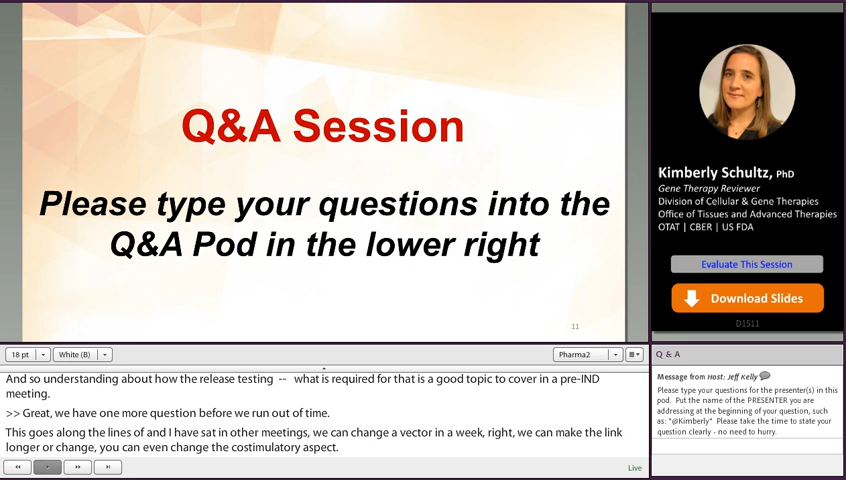 Q&A Session
Please type your questions into the
Q&A Pod in the lower right
11
Kimberly Schultz, PhD
Gene Therapy Reviewer
Division of Cellular & Gene Therapies
Office of Tissues and Advanced Therapies
OTAT | CBER | US FDA
Evaluate This Session
Download Slides
D1511
18 pt
White (B)
Pharma2
And so understanding about how the release testing -- what is required for that is a good topic to cover in a pre-IND
meeting.
>> Great, we have one more question before we run out of time.
This goes along the lines of and I have sat in other meetings, we can change a vector in a week, right, we can make the link
longer or change, you can even change the costimulatory aspect.
Live
Q & A
Message from Host: Jeff Kelly
Please type your questions for the presenter(s) in this
pod. Put the name of the PRESENTER you are
addressing at the beginning of your question, such
as: "@Kimberly" Please take the time to state your
question clearly - no need to hurry.